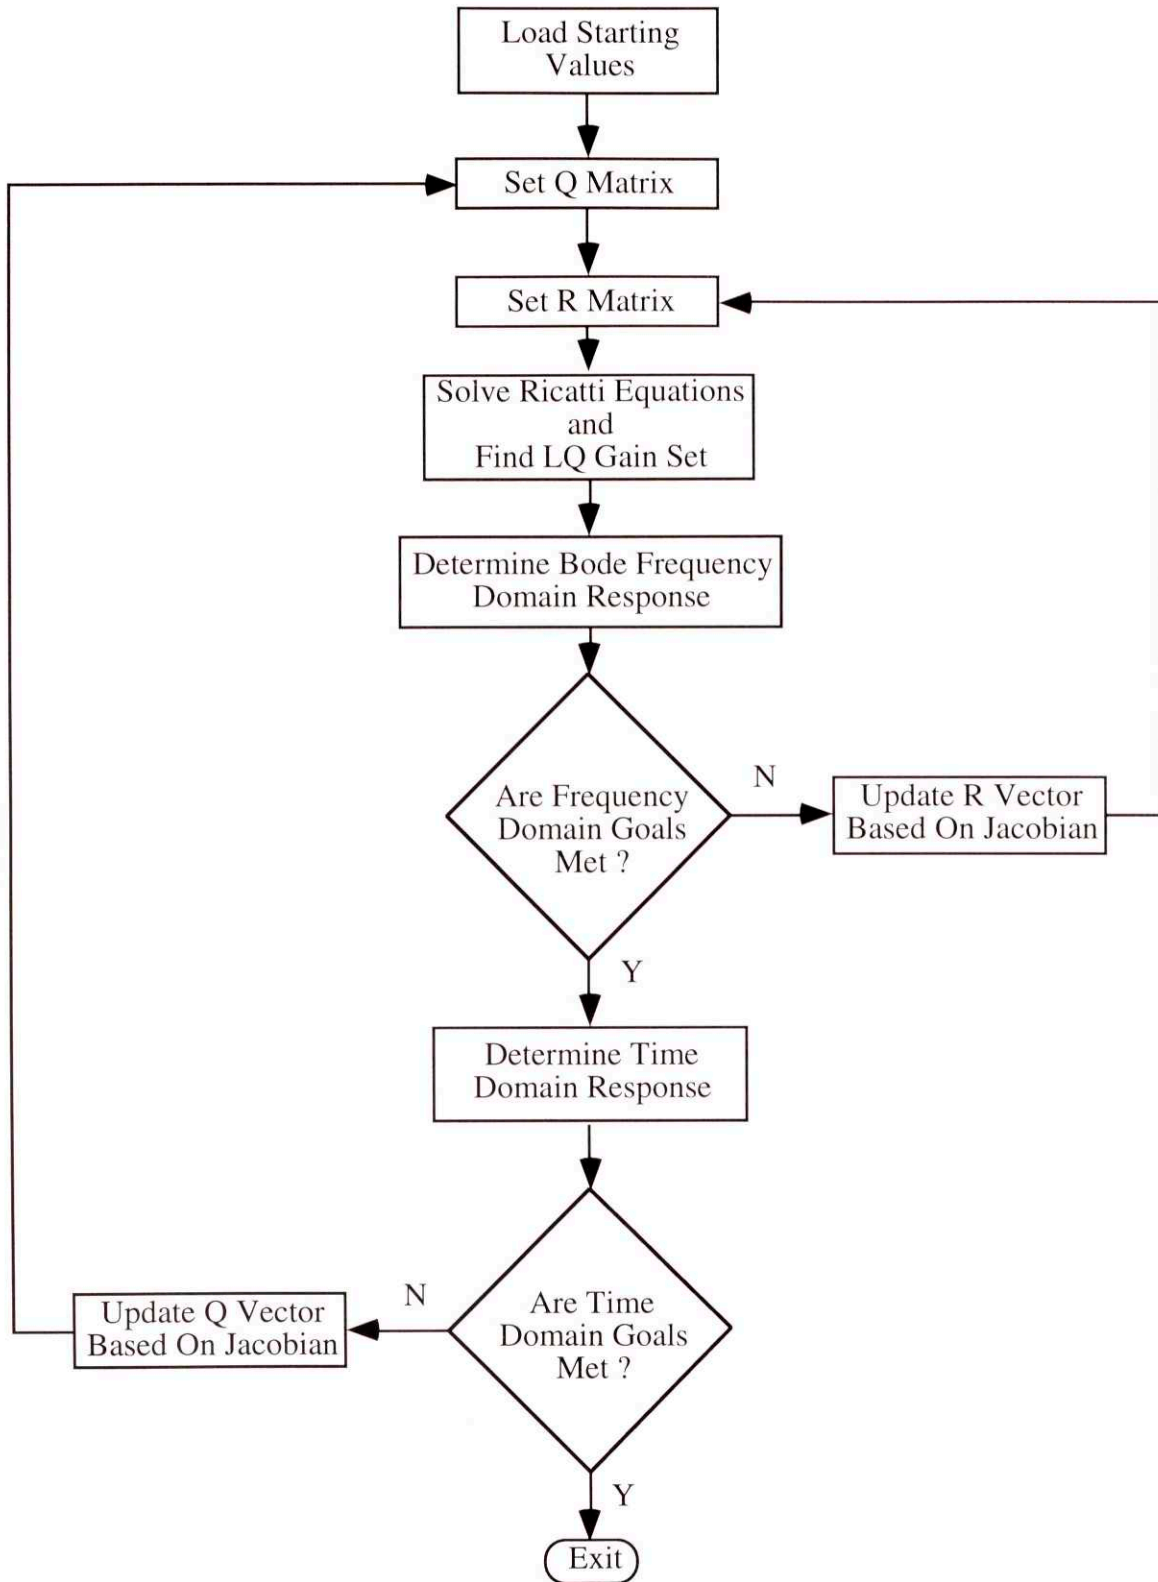 Load Starting
Values
Set Q Matrix
Set R Matrix
Solve Ricatti Equations
and
Find LQ Gain Set
Determine Bode Frequency
Domain Response
Are Frequency
Domain Goals
Met ?
N
Update R Vector
Based On Jacobian
Y
Determine Time
Domain Response
Are Time
Domain Goals
Met ?
N
Update Q Vector
Based On Jacobian
Y
Exit